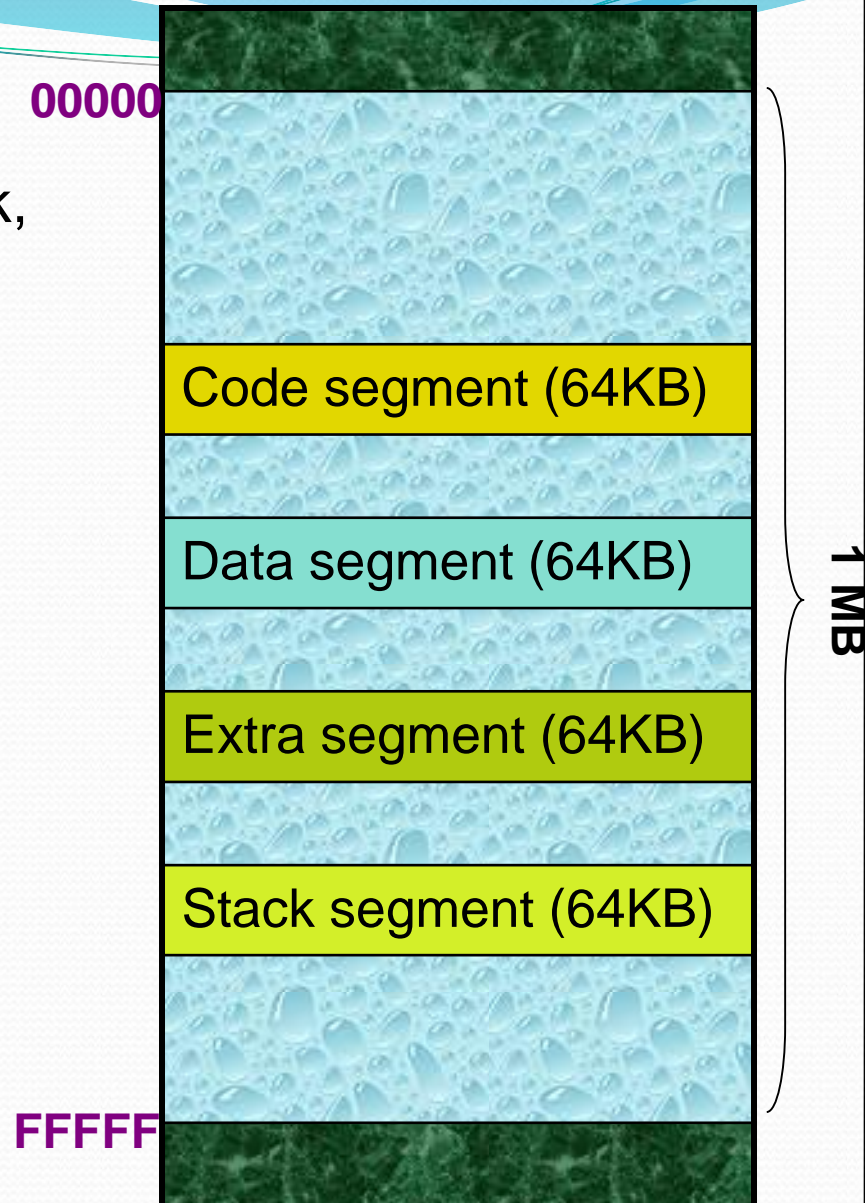 00000
k,
Code segment (64KB)
Data segment (64KB)
1 MB
Extra segment (64KB)
Stack segment (64KB)
FFFFF